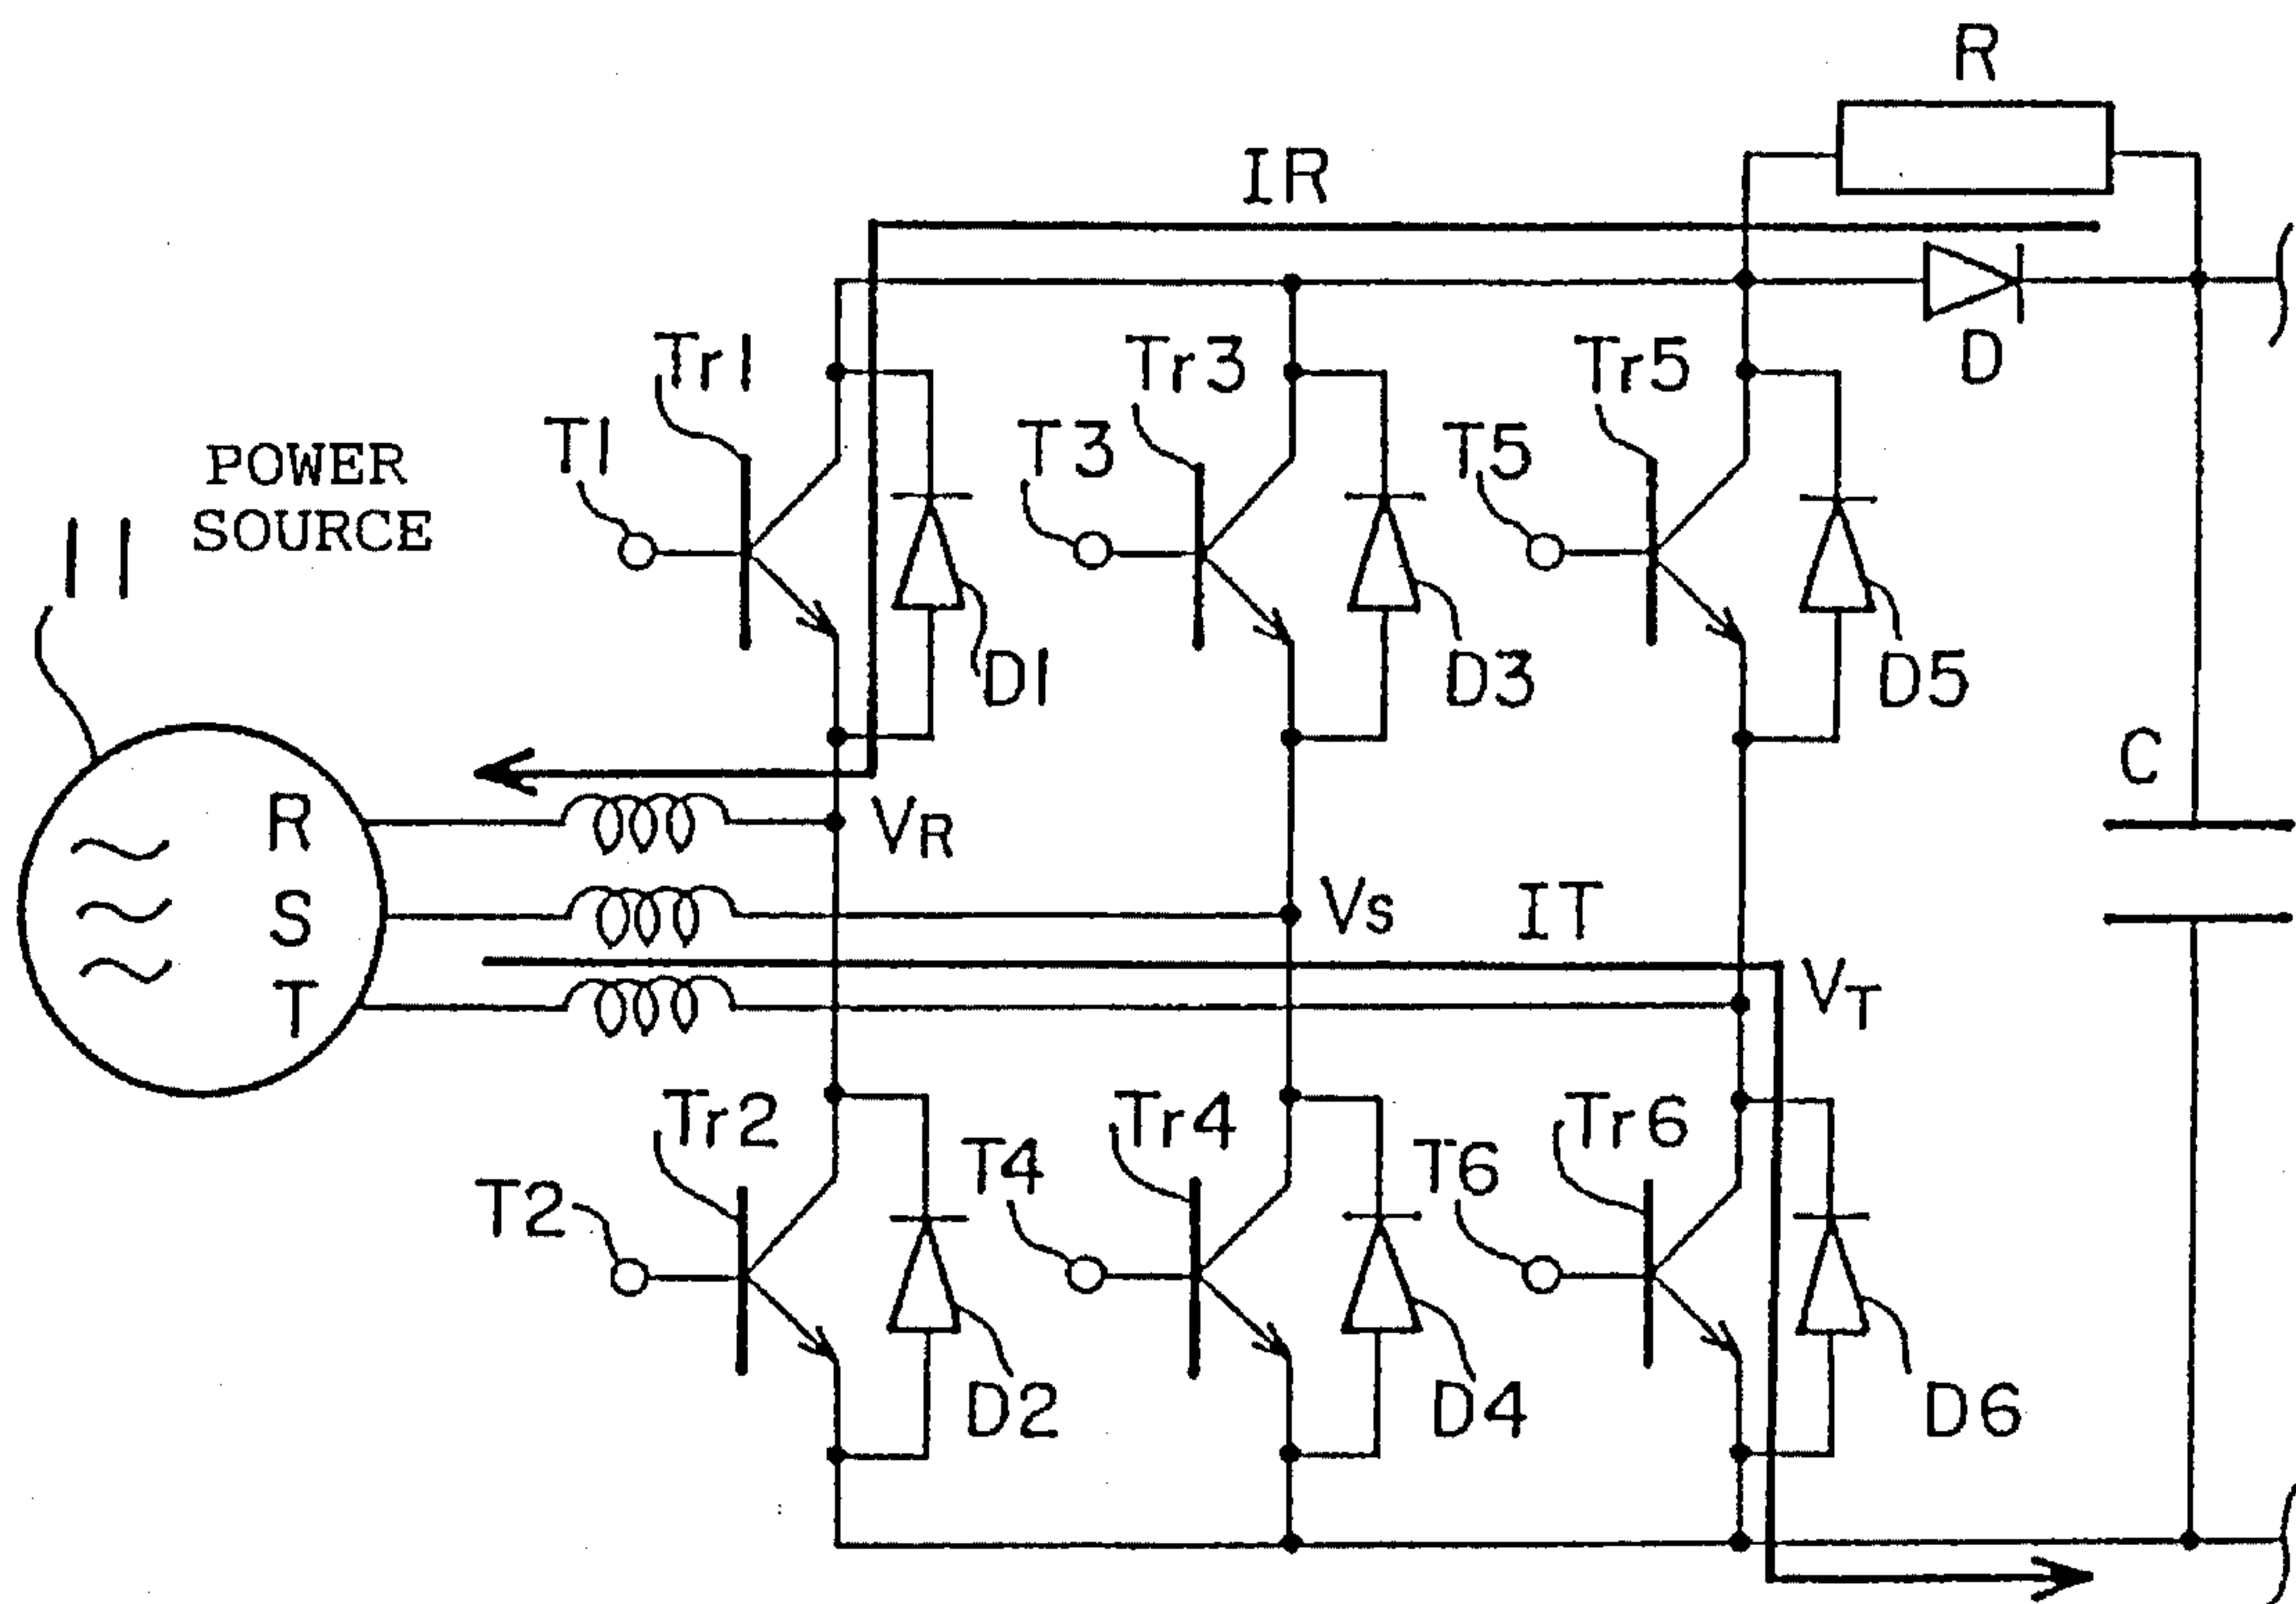 R
IR
Tr1
Tr3
Tr5
D
T1
T3
T5
POWER
SOURCE
11
D1
D3
D5
C
R
VR
S
Vs
IT
T
VT
Tr2
Tr4
Tr6
T2
T4
T6
D2
D4
D6